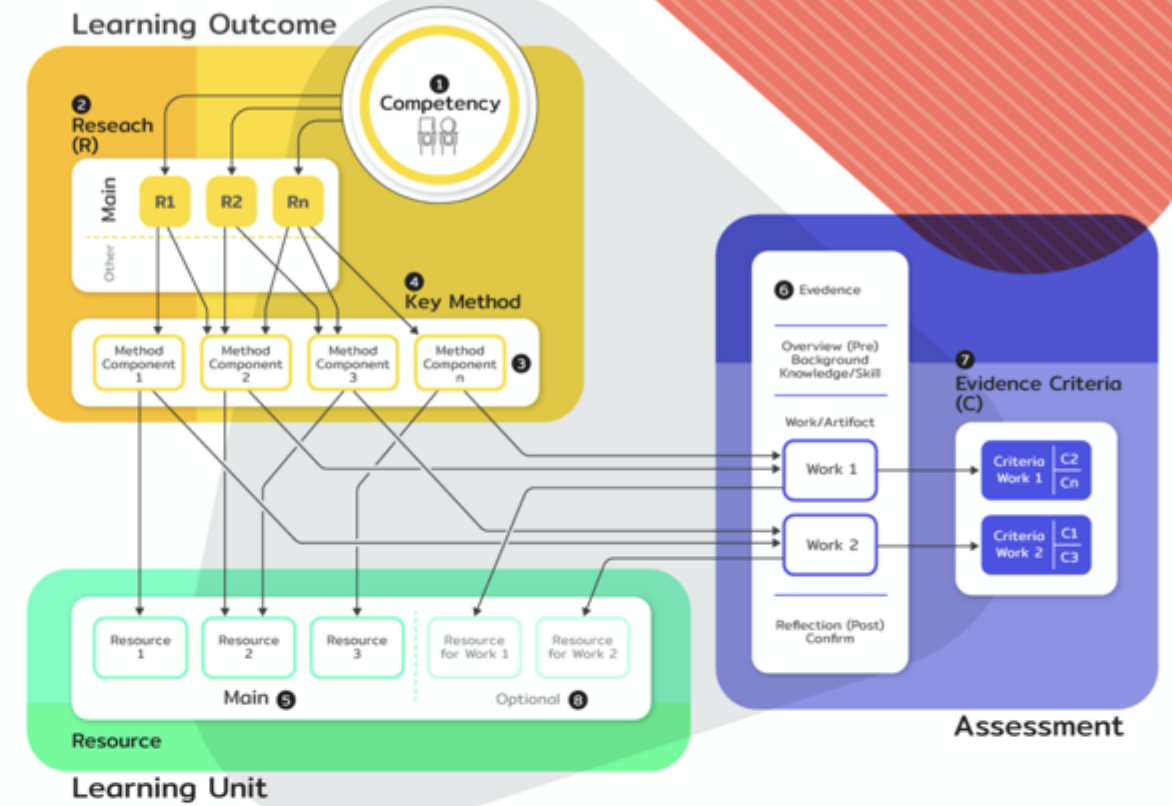 Learning Outcome
1
Competency
2
Reseach
(R)
Main
R1
R2
Rn
Other
4
Key Method
Method
Component
1
Method
Component
2
Method
Component
3
Method
Component
n
3
6 Evedence
Overview (Pre)
Background
Knowledge/Skill
Work/Artifact
Work 1
Work 2
Reflection (Post)
Confirm
7
Evidence Criteria
(C)
Criteria
Work 1
C2
Cn
Criteria
Work 2
C1
C3
Assessment
Resource
1
Resource
2
Resource
3
Resource
for Work 1
Resource
for Work 2
Main 5
Optional 8
Resource
Learning Unit